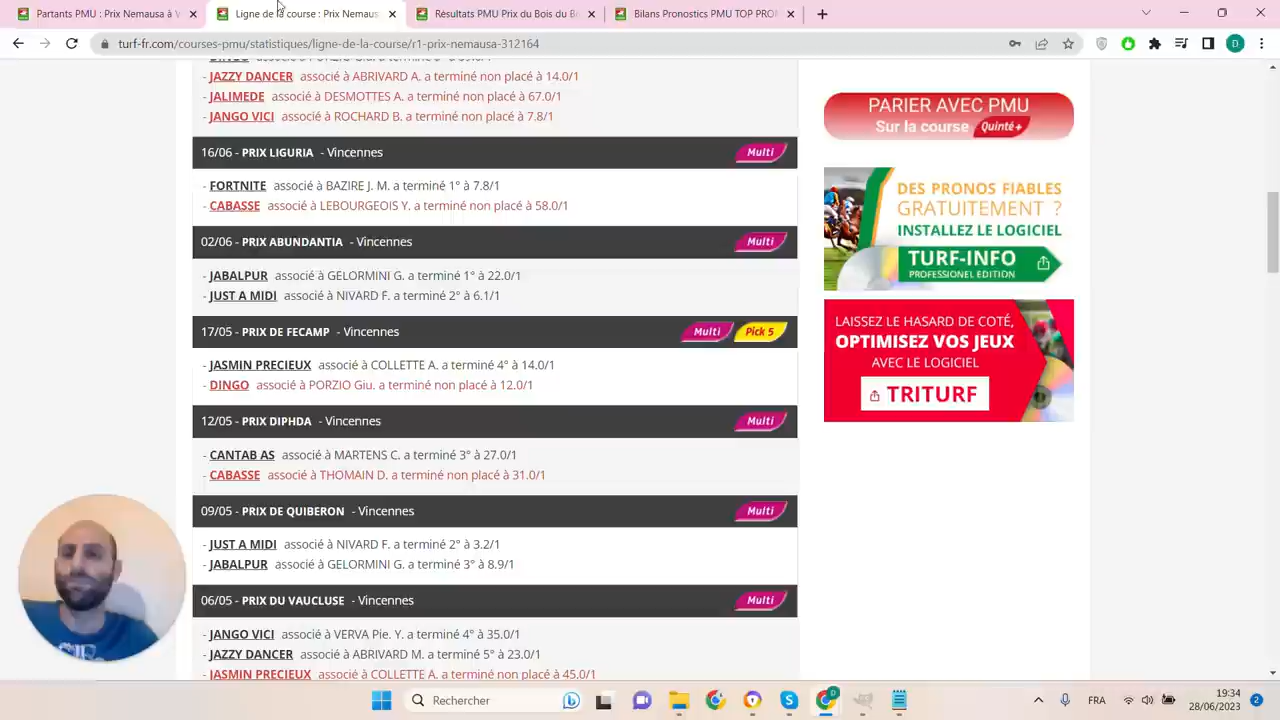 Partants PMU : Prix Nemausa
Ligne de la course : Prix Nemaus
Résultats PMU Prix du Bois du Be
Bilans Pronostics PMU TOP PRO
turf-fr.com/courses-pmu/statistiques/ligne-de-la-course/r1-prix-nemausa-312164
D
- JAZZY DANCER associé à ABRIVARD A. a terminé non placé à 14.0/1
- JALIMEDE associé à DESMOTTES A. a terminé non placé à 67.0/1
- JANGO VICI associé à ROCHARD B. a terminé non placé à 7.8/1
16/06 - PRIX LIGURIA - Vincennes Multi
- FORTNITE associé à BAZIRE J. M. a terminé 1° à 7.8/1
- CABASSE associé à LEBOURGEOIS Y. a terminé non placé à 58.0/1
02/06 - PRIX ABUNDANTIA - Vincennes Multi
- JABALPUR associé à GELORMINI G. a terminé 1° à 22.0/1
- JUST A MIDI associé à NIVARD F. a terminé 2° à 6.1/1
17/05 - PRIX DE FECAMP - Vincennes Multi Pick 5
- JASMIN PRECIEUX associé à COLLETTE A. a terminé 4° à 14.0/1
- DINGO associé à PORZIO Giu. a terminé non placé à 12.0/1
12/05 - PRIX DIPHDA - Vincennes Multi
- CANTAB AS associé à MARTENS C. a terminé 3° à 27.0/1
- CABASSE associé à THOMAIN D. a terminé non placé à 31.0/1
09/05 - PRIX DE QUIBERON - Vincennes Multi
- JUST A MIDI associé à NIVARD F. a terminé 2° à 3.2/1
- JABALPUR associé à GELORMINI G. a terminé 3° à 8.9/1
06/05 - PRIX DU VAUCLUSE - Vincennes Multi
- JANGO VICI associé à VERVA Pie. Y. a terminé 4° à 35.0/1
- JAZZY DANCER associé à ABRIVARD M. a terminé 5° à 23.0/1
- JASMIN PRECIEUX associé à COLLETTE A. a terminé non placé à 45.0/1
PARIER AVEC PMU
Sur la course Quinté+
DES PRONOS FIABLES
GRATUITEMENT ?
INSTALLEZ LE LOGICIEL
TURF-INFO
PROFESSIONEL EDITION
LAISSEZ LE HASARD DE COTÉ,
OPTIMISEZ VOS JEUX
AVEC LE LOGICIEL
TRITURF
Rechercher
FRA
19:34
28/06/2023
2